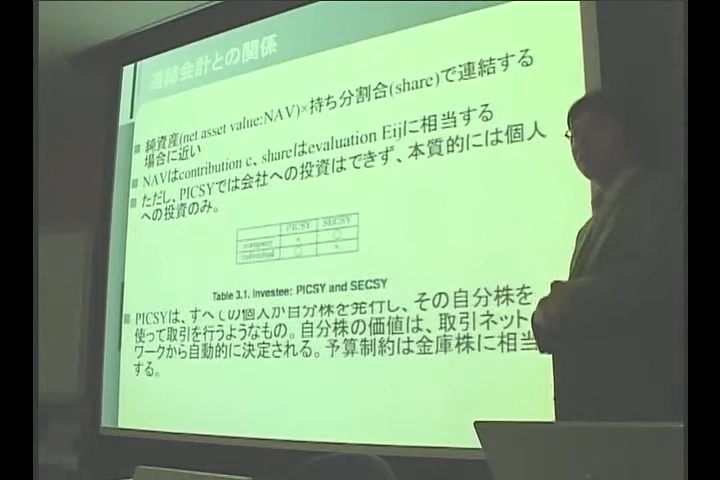 連結会計との関係
純資産(net asset value:NAV)×持ち分割合(share)で連結する
場合に近い
NAVはcontribution c、shareはevaluation Eijに相当する
ただし、PICSYでは会社への投資はできず、本質的には個人
への投資のみ。
PICSY SECSY
company × ○
individual ○ ×
Table 3.1. Investee: PICSY and SECSY
PICSYは、すべての個人が自分株を発行し、その自分株を
使って取引を行うようなもの。自分株の価値は、取引ネット
ワークから自動的に決定される。予算制約は金庫株に相当
する。